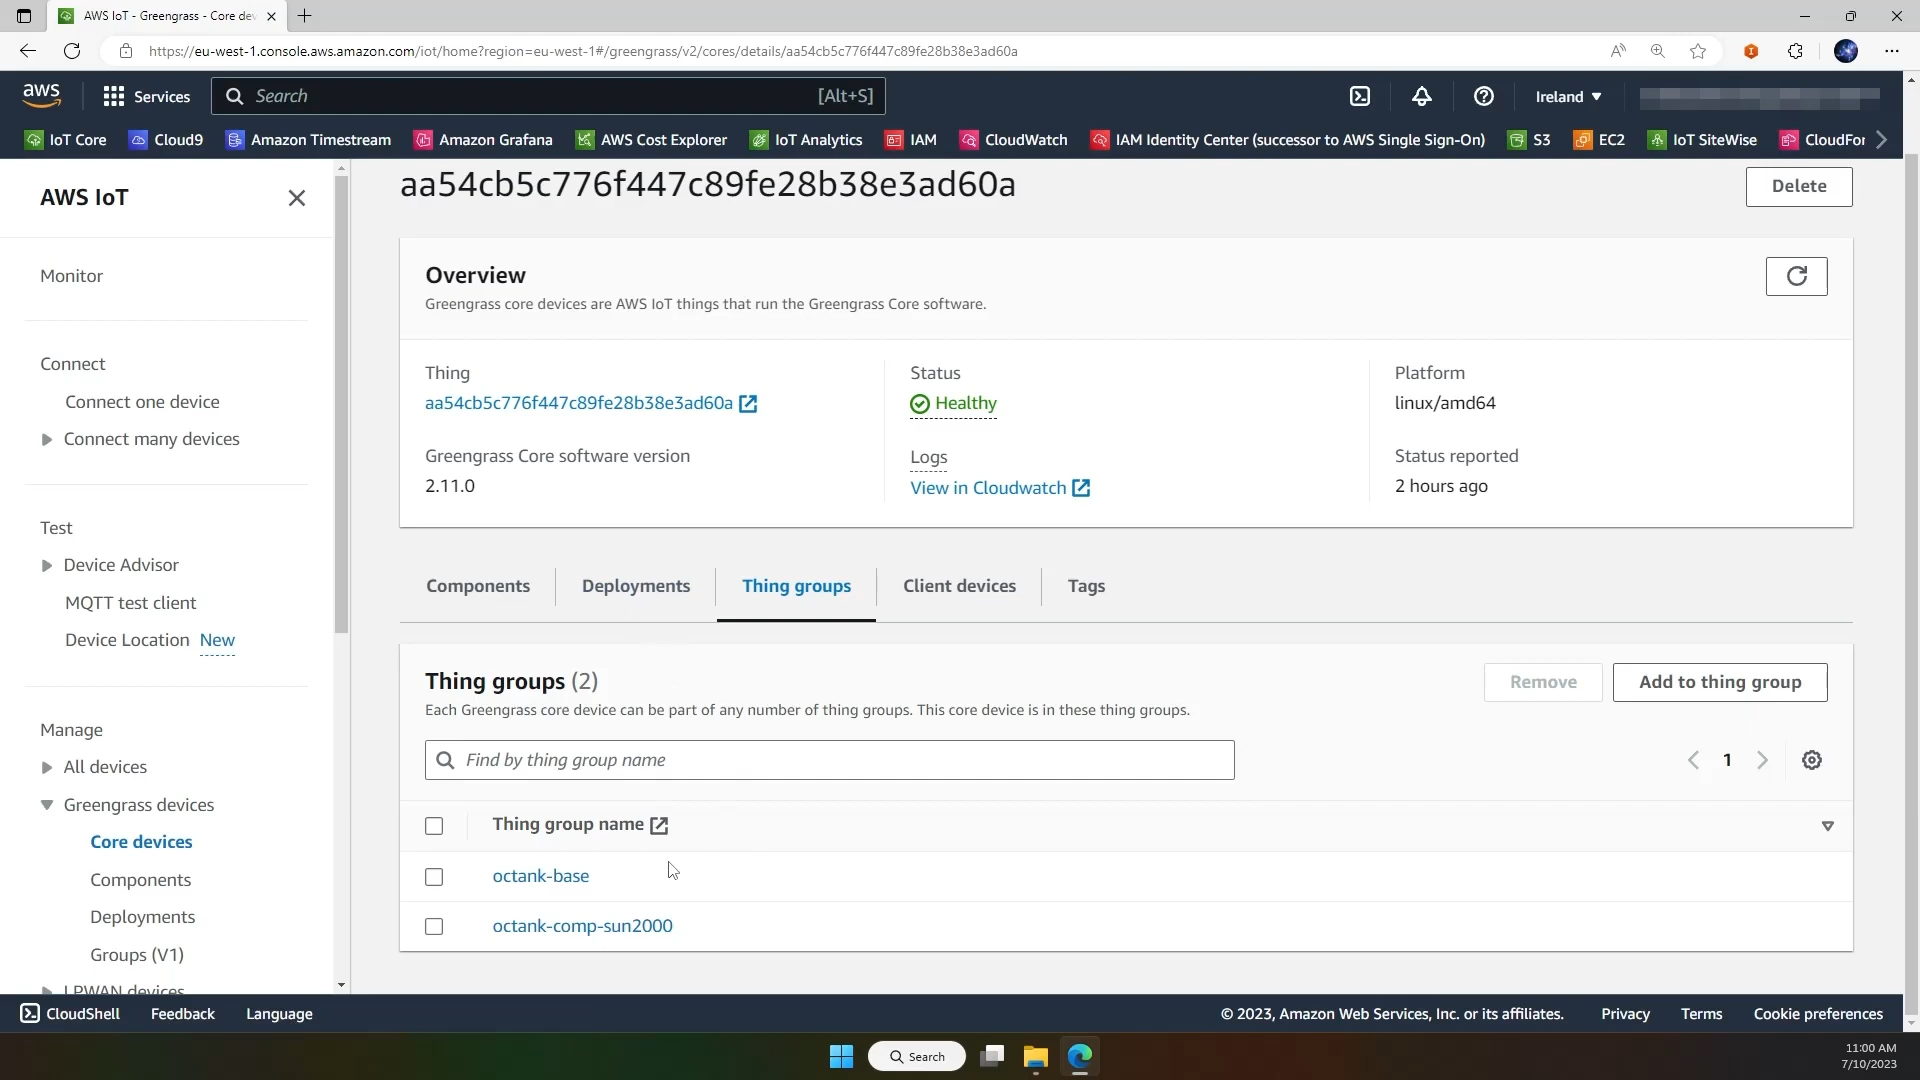 AWS IoT - Greengrass - Core dev
https://eu-west-1.console.aws.amazon.com/iot/home?region=eu-west-1#/greengrass/v2/cores/details/aa54cb5c776f447c89fe28b38e3ad60a
aws Services Search [Alt+S] Ireland
IoT Core Cloud9 Amazon Timestream Amazon Grafana AWS Cost Explorer IoT Analytics IAM CloudWatch IAM Identity Center (successor to AWS Single Sign-On) S3 EC2 IoT SiteWise CloudFor
AWS IoT
Monitor
Connect
Connect one device
Connect many devices
Test
Device Advisor
MQTT test client
Device Location New
Manage
All devices
Greengrass devices
Core devices
Components
Deployments
Groups (V1)
LPWAN devices
aa54cb5c776f447c89fe28b38e3ad60a
Delete
Overview
Greengrass core devices are AWS IoT things that run the Greengrass Core software.
Thing
aa54cb5c776f447c89fe28b38e3ad60a
Greengrass Core software version
2.11.0
Status
Healthy
Logs
View in Cloudwatch
Platform
linux/amd64
Status reported
2 hours ago
Components Deployments Thing groups Client devices Tags
Thing groups (2)
Each Greengrass core device can be part of any number of thing groups. This core device is in these thing groups.
Remove Add to thing group
Find by thing group name
1
Thing group name
octank-base
octank-comp-sun2000
CloudShell Feedback Language © 2023, Amazon Web Services, Inc. or its affiliates. Privacy Terms Cookie preferences
Search
11:00 AM
7/10/2023